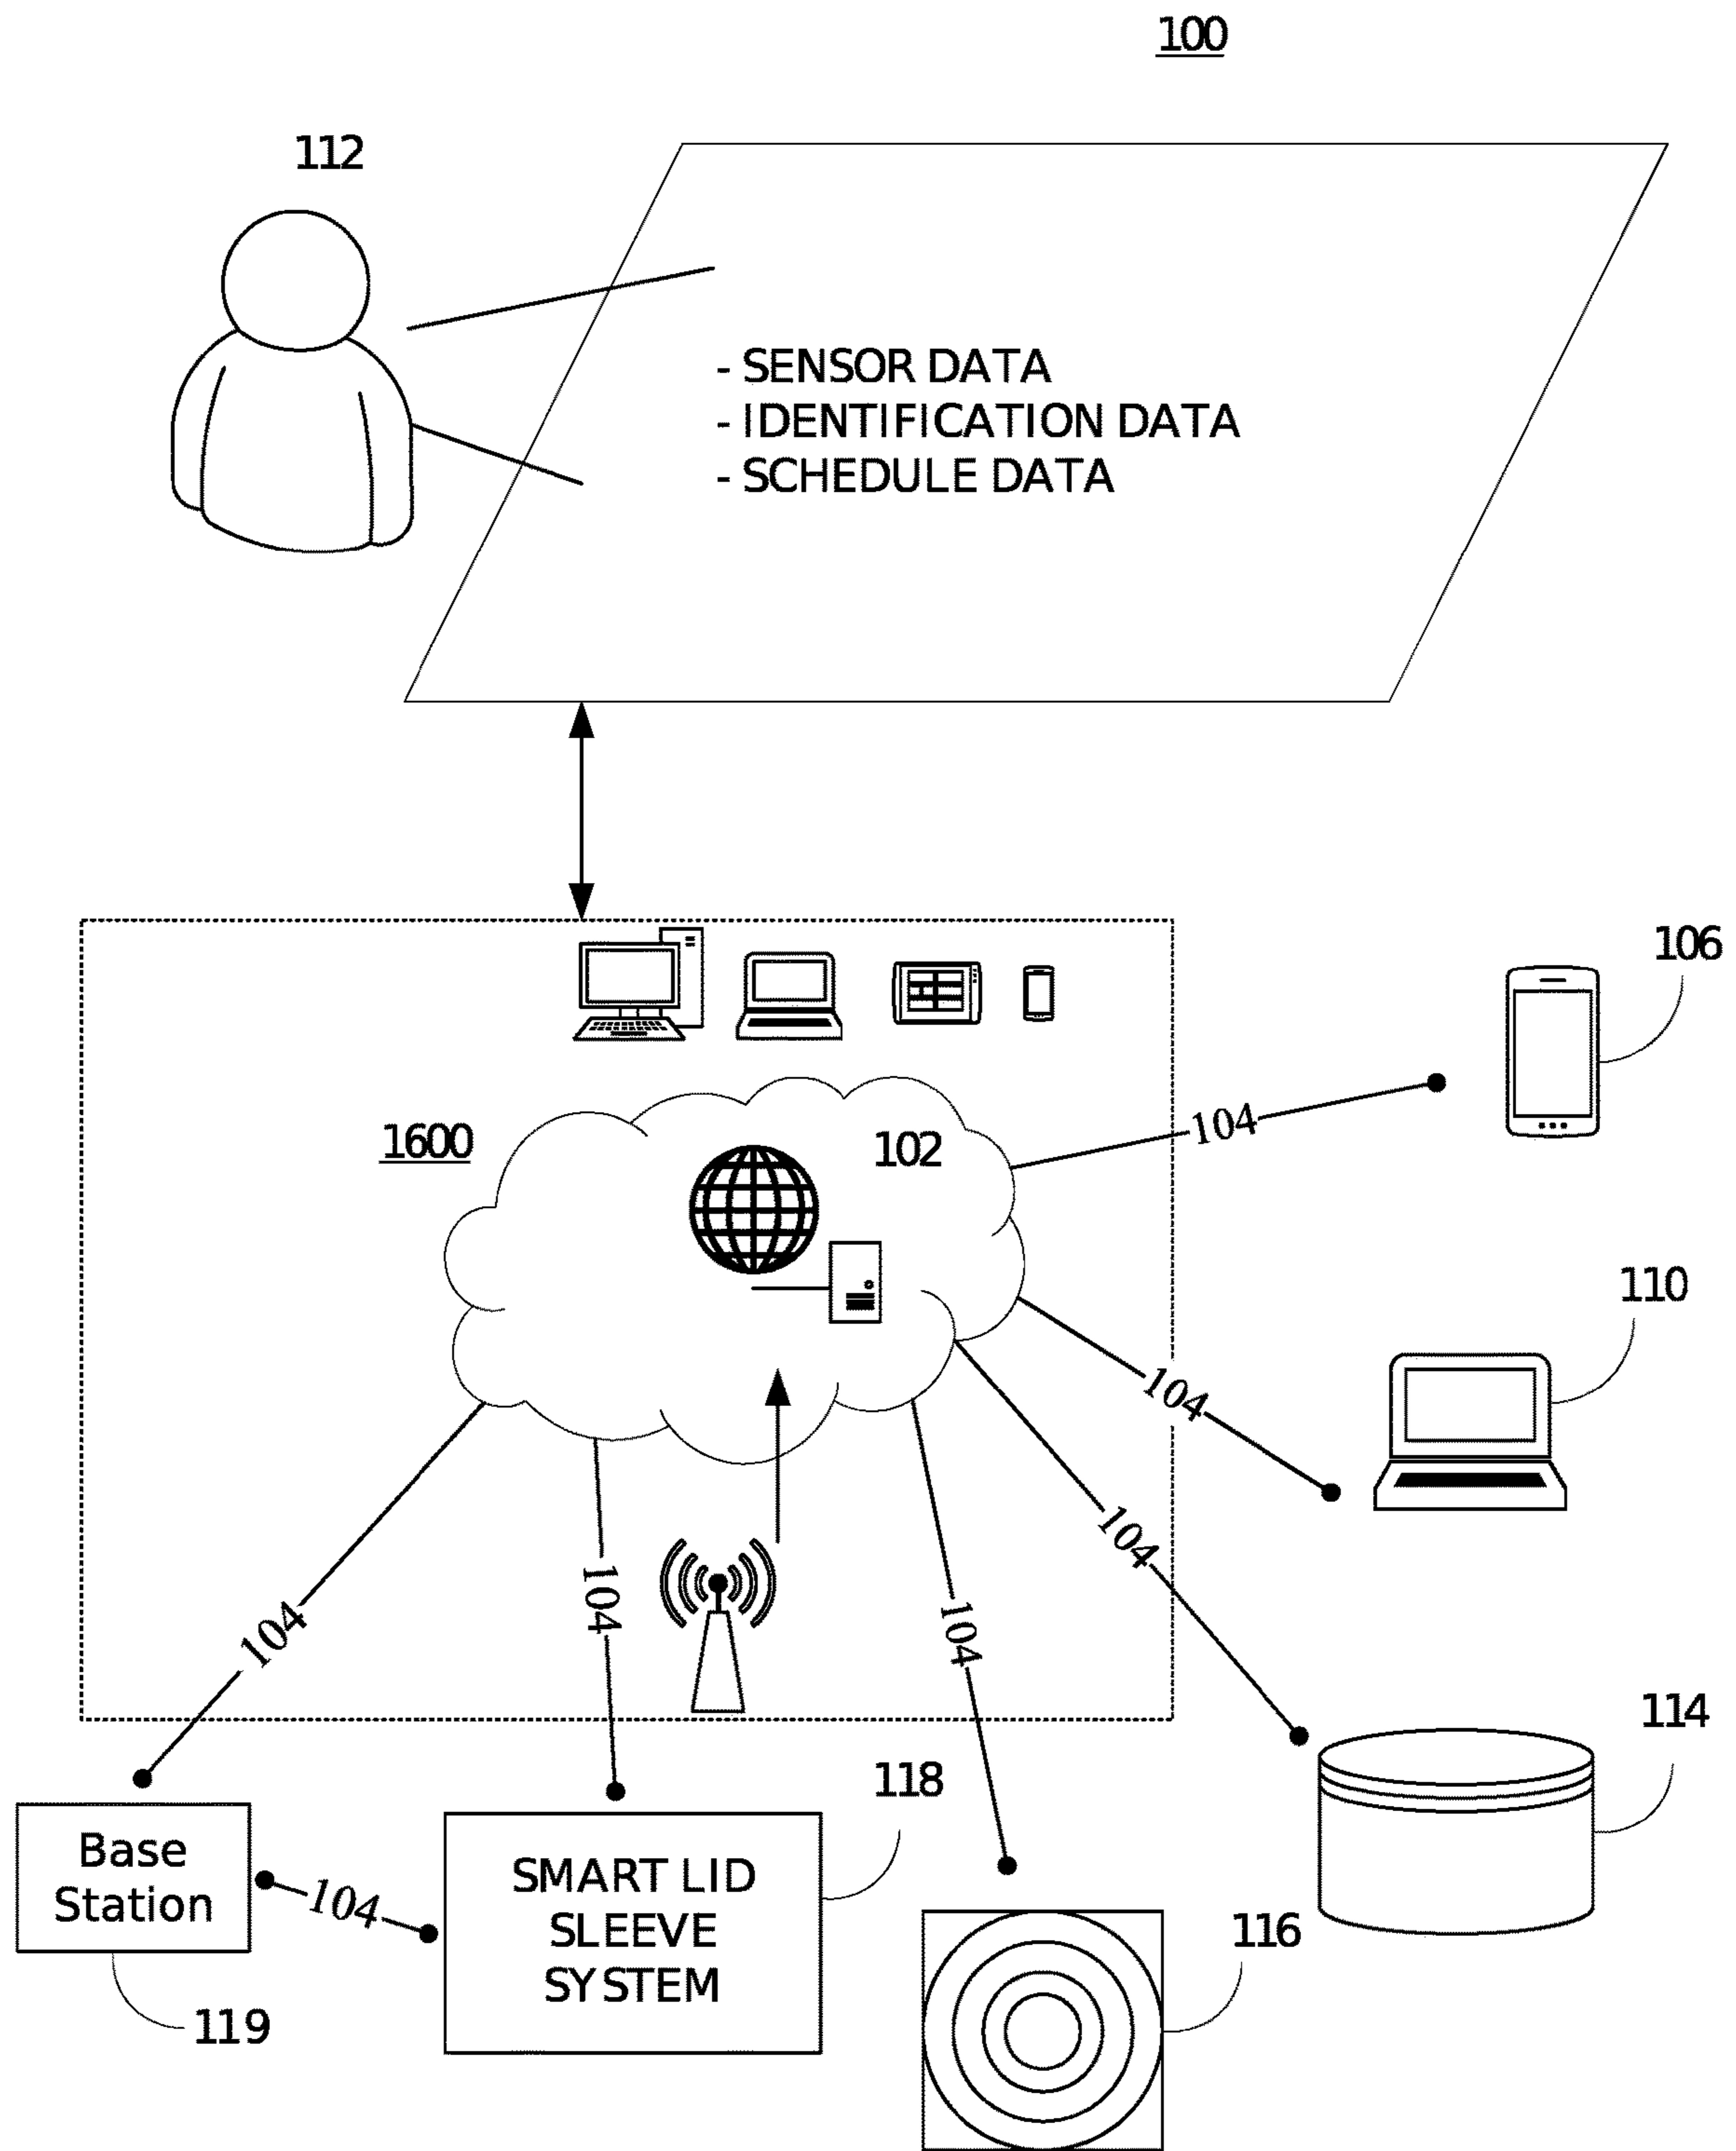 100
112
- SENSOR DATA
- IDENTIFICATION DATA
- SCHEDULE DATA
106
104
1600
102
110
104
104
104
104
104
114
118
Base
Station
104
SMART LID
SLEEVE
SYSTEM
116
119